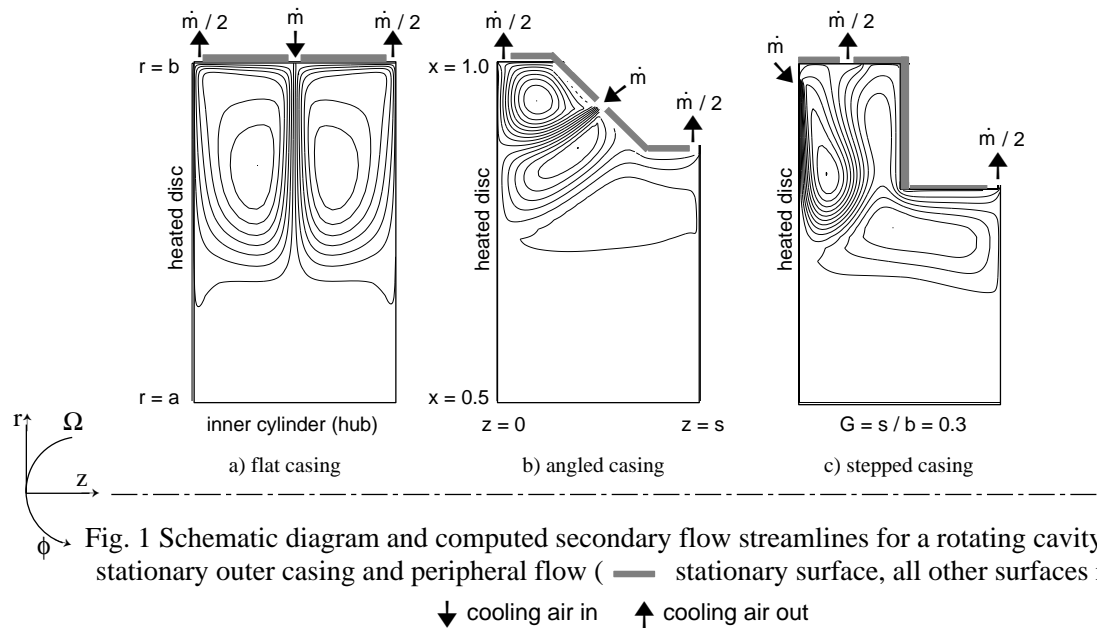 ṁ / 2 ṁ ṁ / 2
r = b
heated disc
r = a
inner cylinder (hub)
a) flat casing
ṁ / 2
x = 1.0
ṁ
ṁ / 2
heated disc
x = 0.5
z = 0 z = s
b) angled casing
ṁ / 2
ṁ
ṁ / 2
heated disc
G = s / b = 0.3
c) stepped casing
r
Ω
z
ϕ
Fig. 1 Schematic diagram and computed secondary flow streamlines for a rotating cavity
stationary outer casing and peripheral flow ( stationary surface, all other surfaces
cooling air in cooling air out